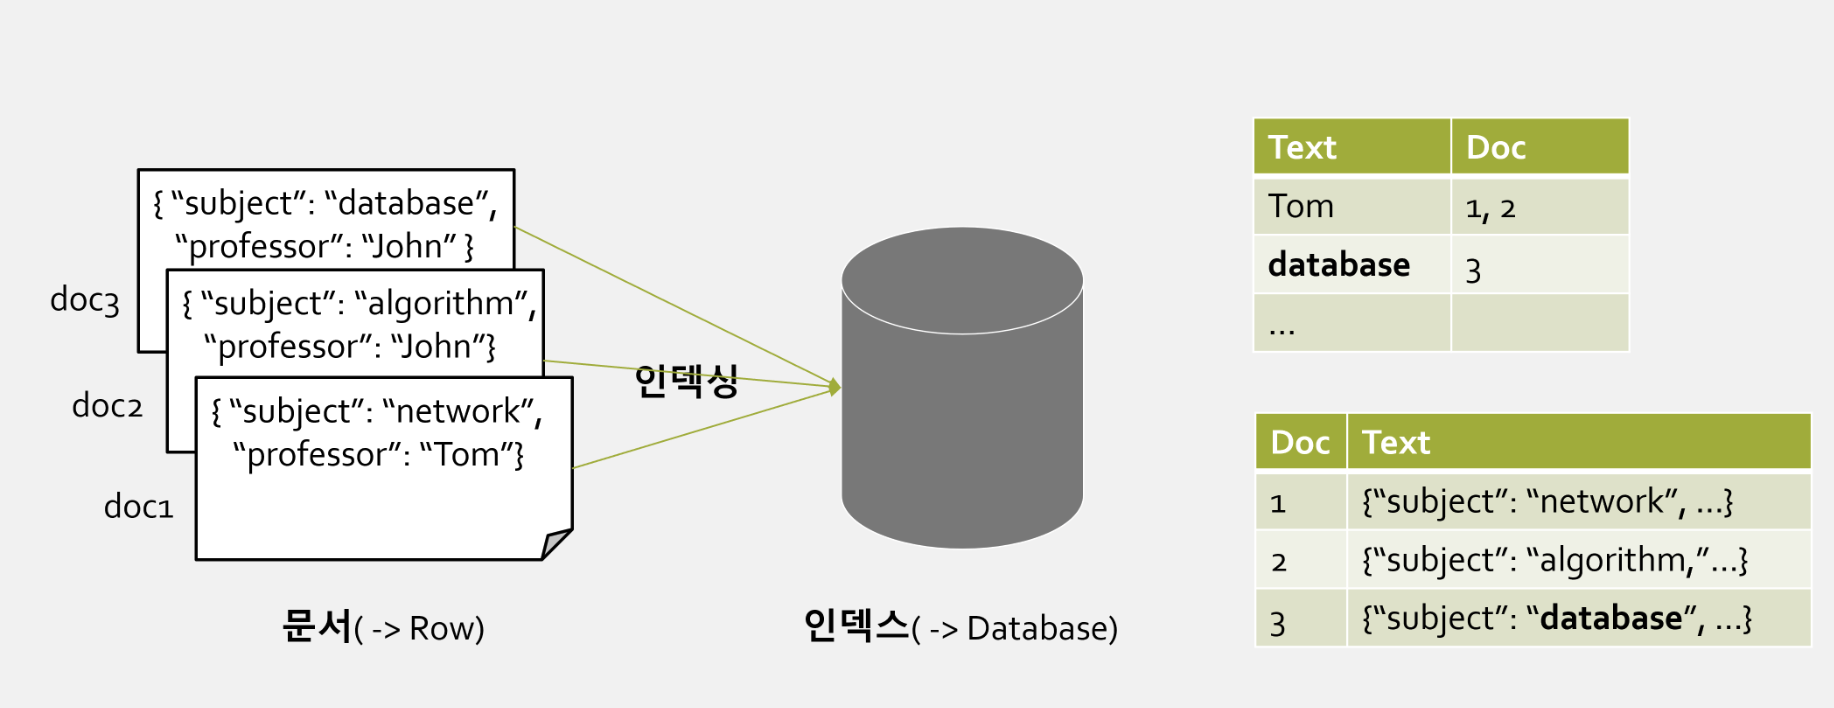 { “subject”: “database”,
“professor”: “John” }
doc3
{ “subject”: “algorithm”,
“professor”: “John”}
doc2
{ “subject”: “network”,
“professor”: “Tom”}
doc1
문서( -> Row)
인덱싱
인덱스( -> Database)
Text Doc
Tom 1, 2
database 3
...
Doc Text
1 {“subject”: “network”, ...}
2 {“subject”: “algorithm,”...}
3 {“subject”: “database”, ...}